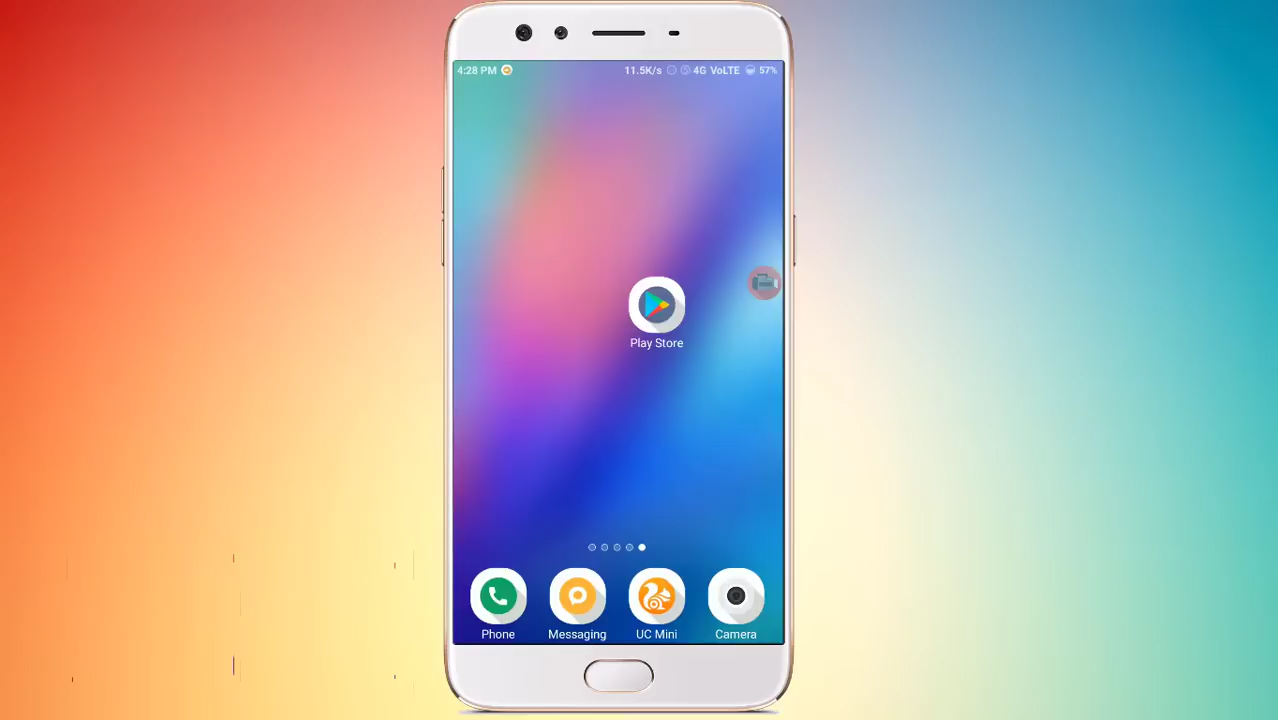 4:28 PM 11.5K/s 4G VoLTE 57%
Play Store
Phone Messaging UC Mini Camera